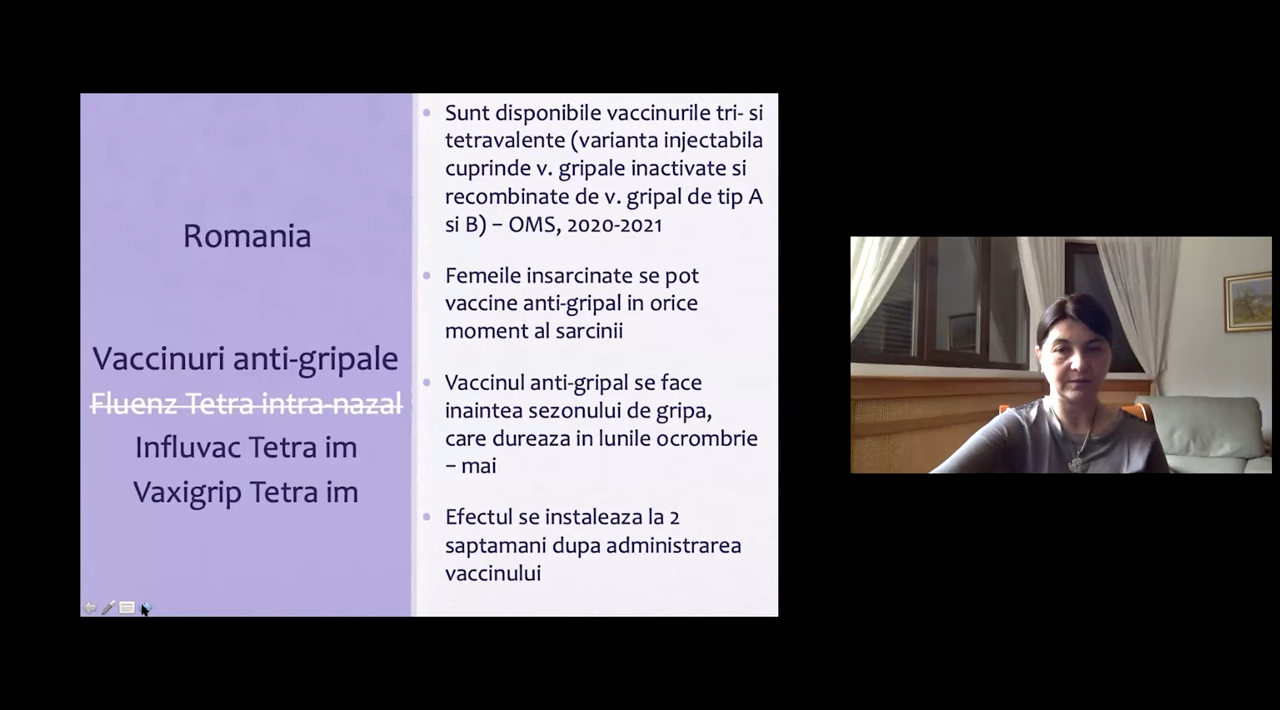 Romania
Vaccinuri anti-gripale
Fluenz Tetra intra-nazal
Influvac Tetra im
Vaxigrip Tetra im
Sunt disponibile vaccinurile tri- si
tetravalente (varianta injectabila
cuprinde v. gripale inactivate si
recombinate de v. gripal de tip A
si B) – OMS, 2020-2021
Femeile insarcinate se pot
vaccine anti-gripal in orice
moment al sarcinii
Vaccinul anti-gripal se face
inaintea sezonului de gripa,
care dureaza in lunile ocrombrie
– mai
Efectul se instaleaza la 2
saptamani dupa administrarea
vaccinului